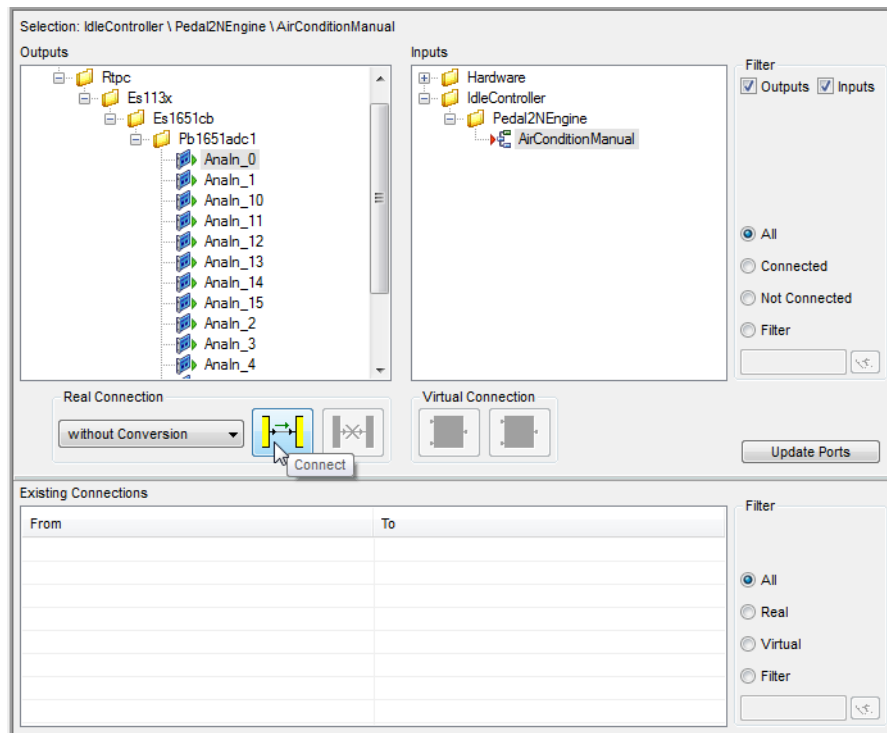 Selection: IdleController \ Pedal2NEngine \ AirConditionManual
Outputs
Rtpc
Es113x
Es1651cb
Pb1651adc1
AnaIn_0
AnaIn_1
AnaIn_10
AnaIn_11
AnaIn_12
AnaIn_13
AnaIn_14
AnaIn_15
AnaIn_2
AnaIn_3
AnaIn_4
Inputs
Hardware
IdleController
Pedal2NEngine
AirConditionManual
Filter
Outputs Inputs
All
Connected
Not Connected
Filter
Real Connection
without Conversion
Connect
Virtual Connection
Update Ports
Existing Connections
From To
Filter
All
Real
Virtual
Filter